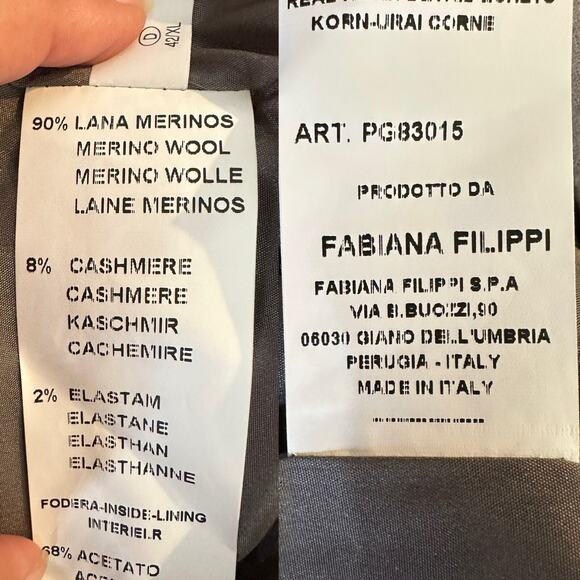 D
42/XL
90% LANA MERINOS
MERINO WOOL
MERINO WOLLE
LAINE MERINOS
8% CASHMERE
CASHMERE
KASCHMIR
CACHEMIRE
2% ELASTAM
ELASTANE
ELASTHAN
ELASTHANNE
FODERA-INSIDE-LINING
INTERIEUR
68% ACETATO
KORN-URAI CORNE
ART. PG83015
PRODOTTO DA
FABIANA FILIPPI
FABIANA FILIPPI S.P.A
VIA B.BUOZZI,90
06030 GIANO DELL'UMBRIA
PERUGIA - ITALY
MADE IN ITALY